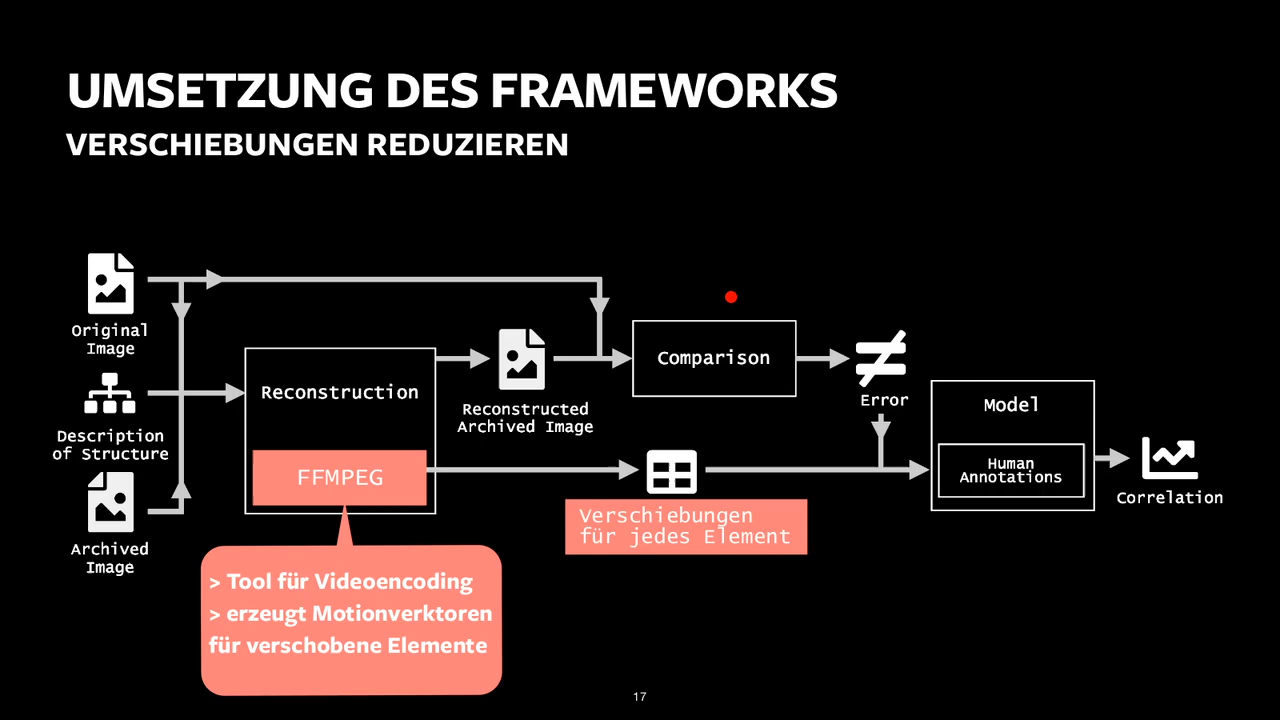 UMSETZUNG DES FRAMEWORKS
VERSCHIEBUNGEN REDUZIEREN
Original
Image
Description
of Structure
Archived
Image
Reconstruction
FFMPEG
> Tool für Videoencoding
> erzeugt Motionverktoren
für verschobene Elemente
Reconstructed
Archived Image
Comparison
Verschiebungen
für jedes Element
Error
Model
Human
Annotations
Correlation
17